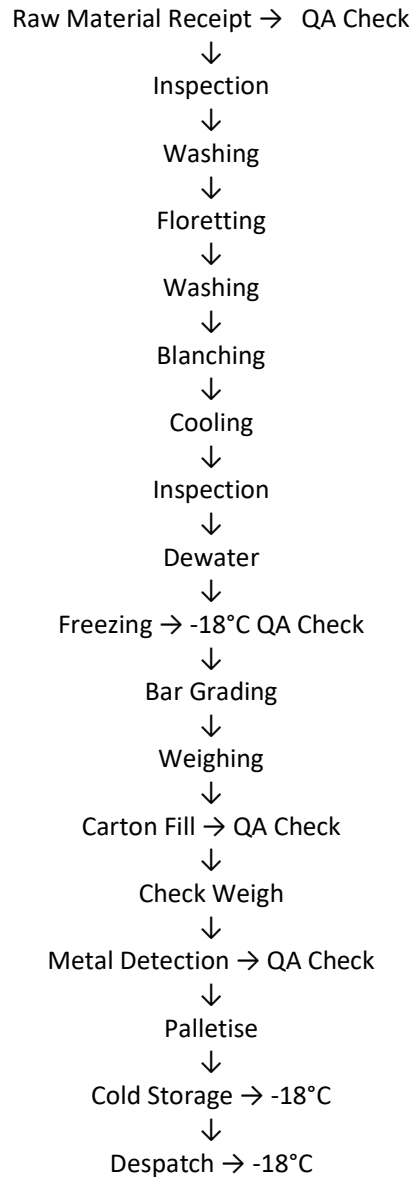 Raw Material Receipt → QA Check
↓
Inspection
↓
Washing
↓
Floretting
↓
Washing
↓
Blanching
↓
Cooling
↓
Inspection
↓
Dewater
↓
Freezing → -18°C QA Check
↓
Bar Grading
↓
Weighing
↓
Carton Fill → QA Check
↓
Check Weigh
↓
Metal Detection → QA Check
↓
Palletise
↓
Cold Storage → -18°C
↓
Despatch → -18°C